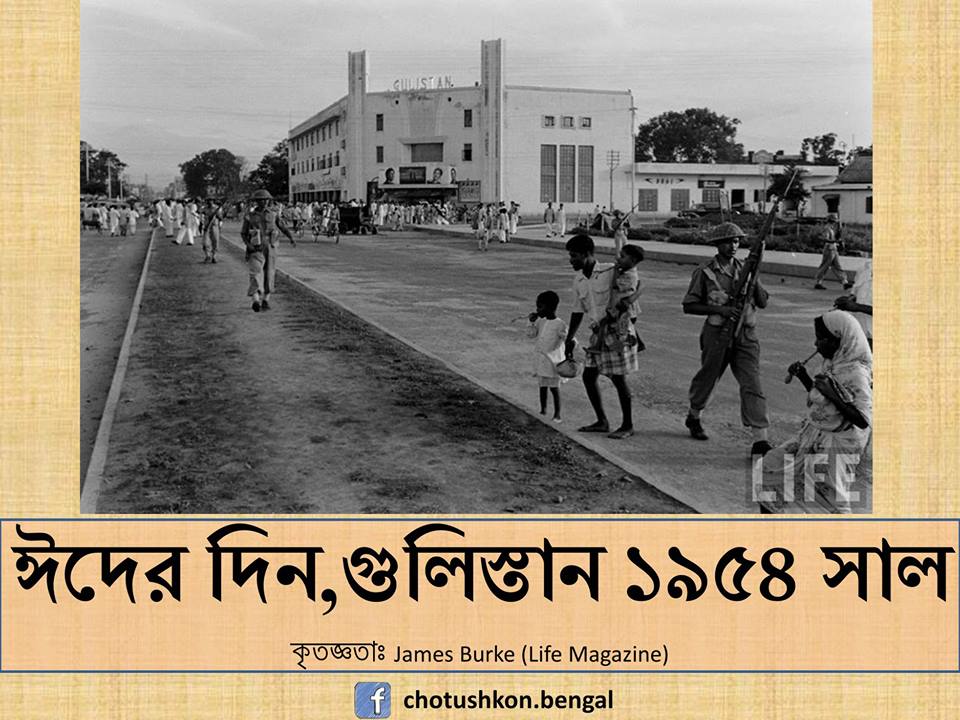 GULISTAN
LIFE
ঈদের দিন,গুলিস্তান ১৯৫৪ সাল
কৃতজ্ঞতাঃ James Burke (Life Magazine)
f chotushkon.bengal